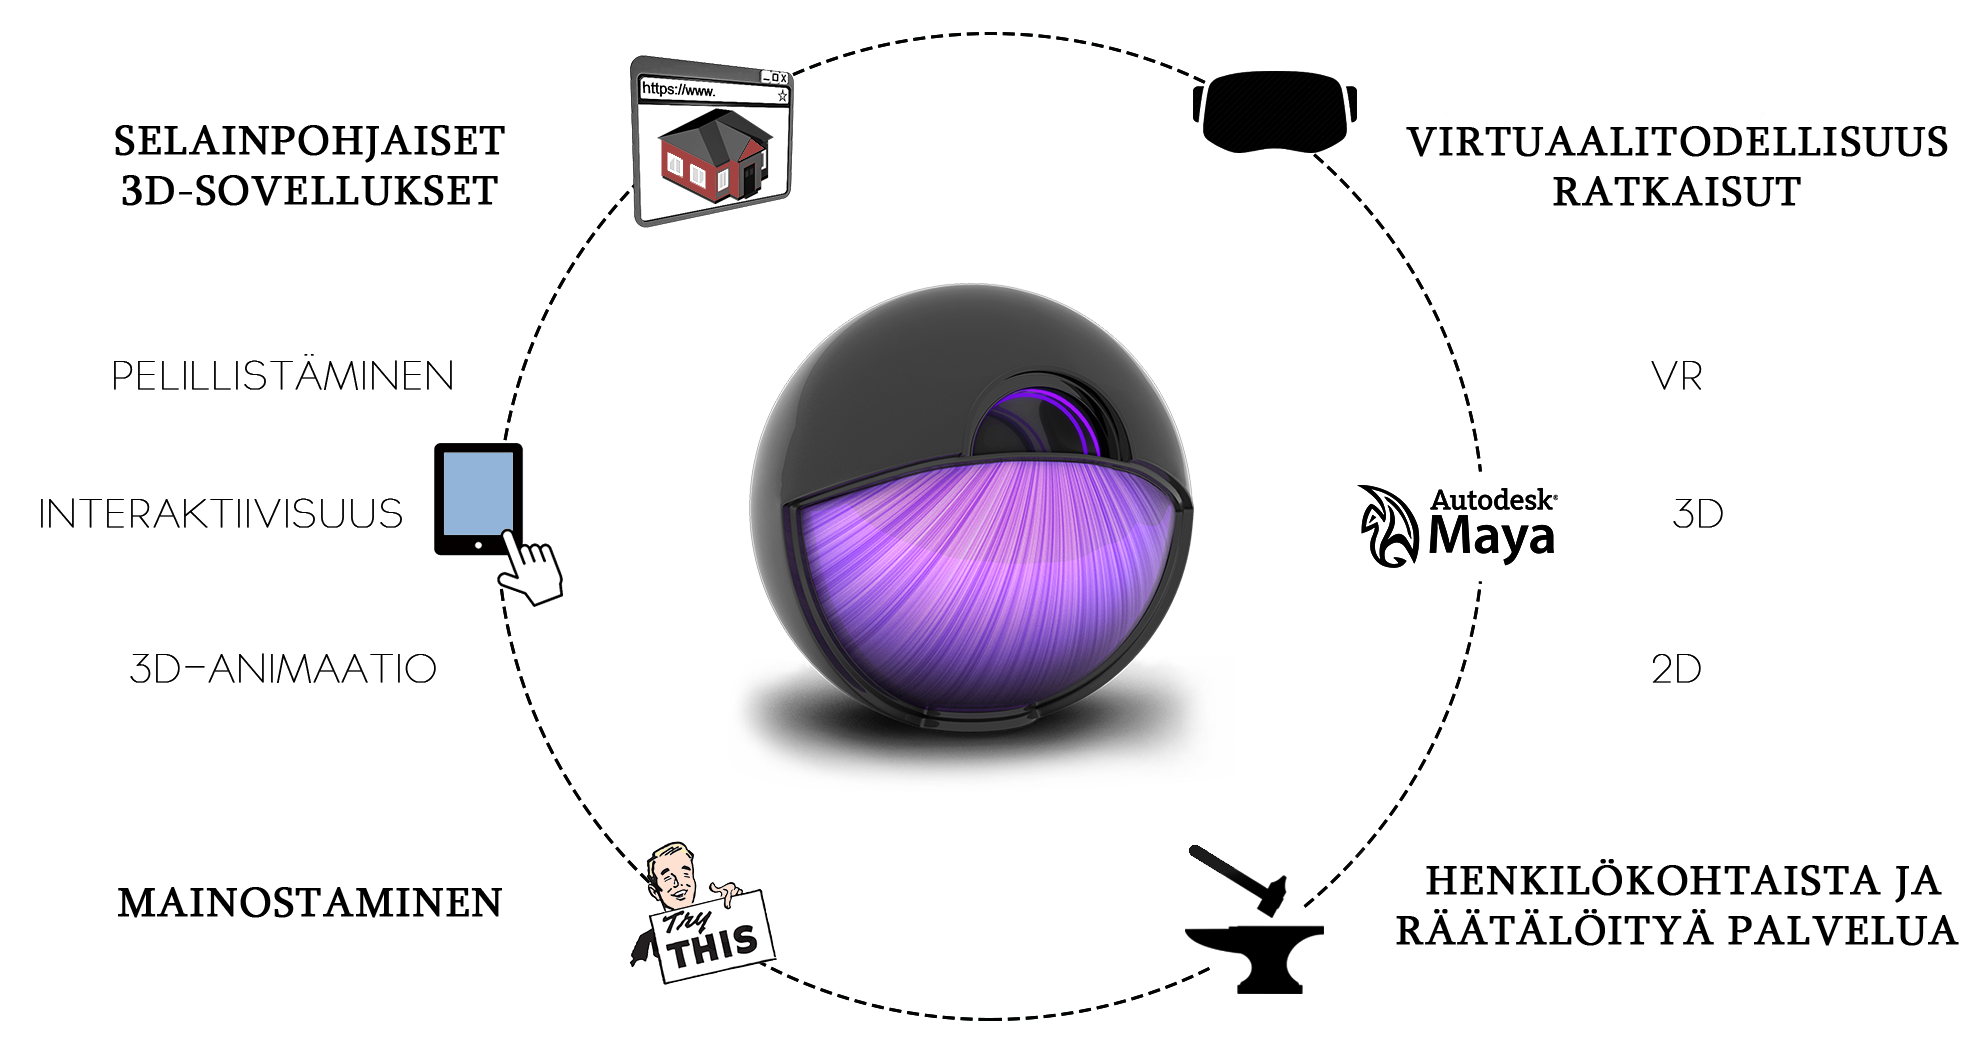 https://www.
SELAINPOHJAISET
3D-SOVELLUKSET
VIRTUAALITODELLISUUS
RATKAISUT
PELILLISTÄMINEN
VR
INTERAKTIIVISUUS
Autodesk®
Maya
3D
3D-ANIMAATIO
2D
MAINOSTAMINEN
Try
THIS
HENKILÖKOHTAISTA JA
RÄÄTÄLÖITYÄ PALVELUA